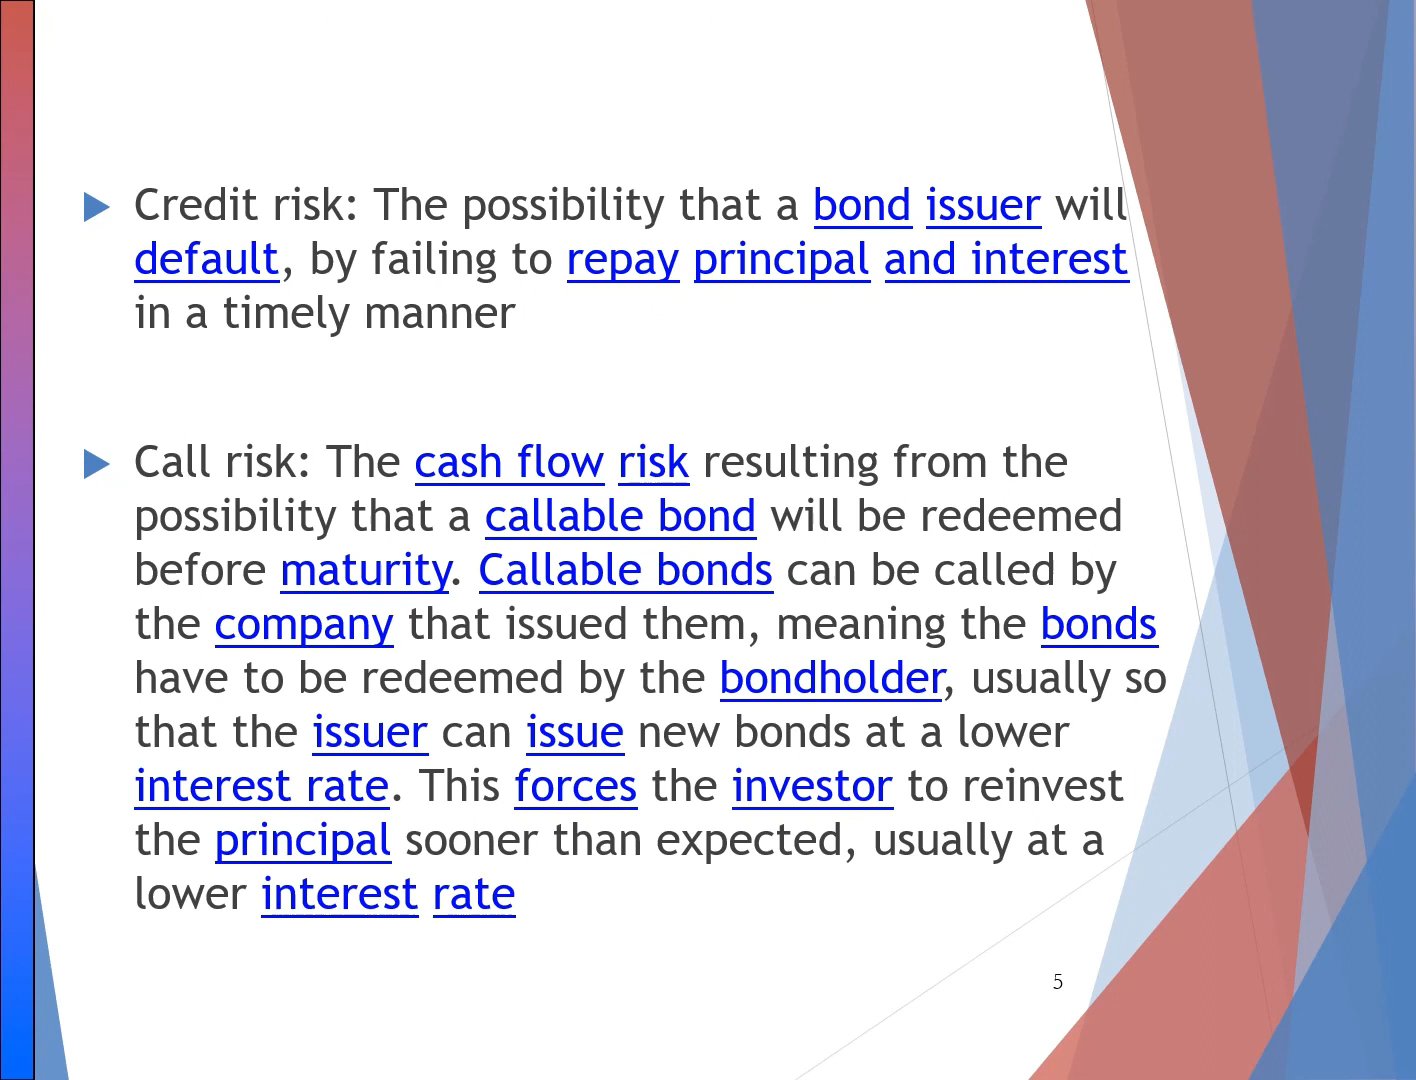 Credit risk: The possibility that a bond issuer will
default, by failing to repay principal and interest
in a timely manner
Call risk: The cash flow risk resulting from the
possibility that a callable bond will be redeemed
before maturity. Callable bonds can be called by
the company that issued them, meaning the bonds
have to be redeemed by the bondholder, usually so
that the issuer can issue new bonds at a lower
interest rate. This forces the investor to reinvest
the principal sooner than expected, usually at a
lower interest rate
5